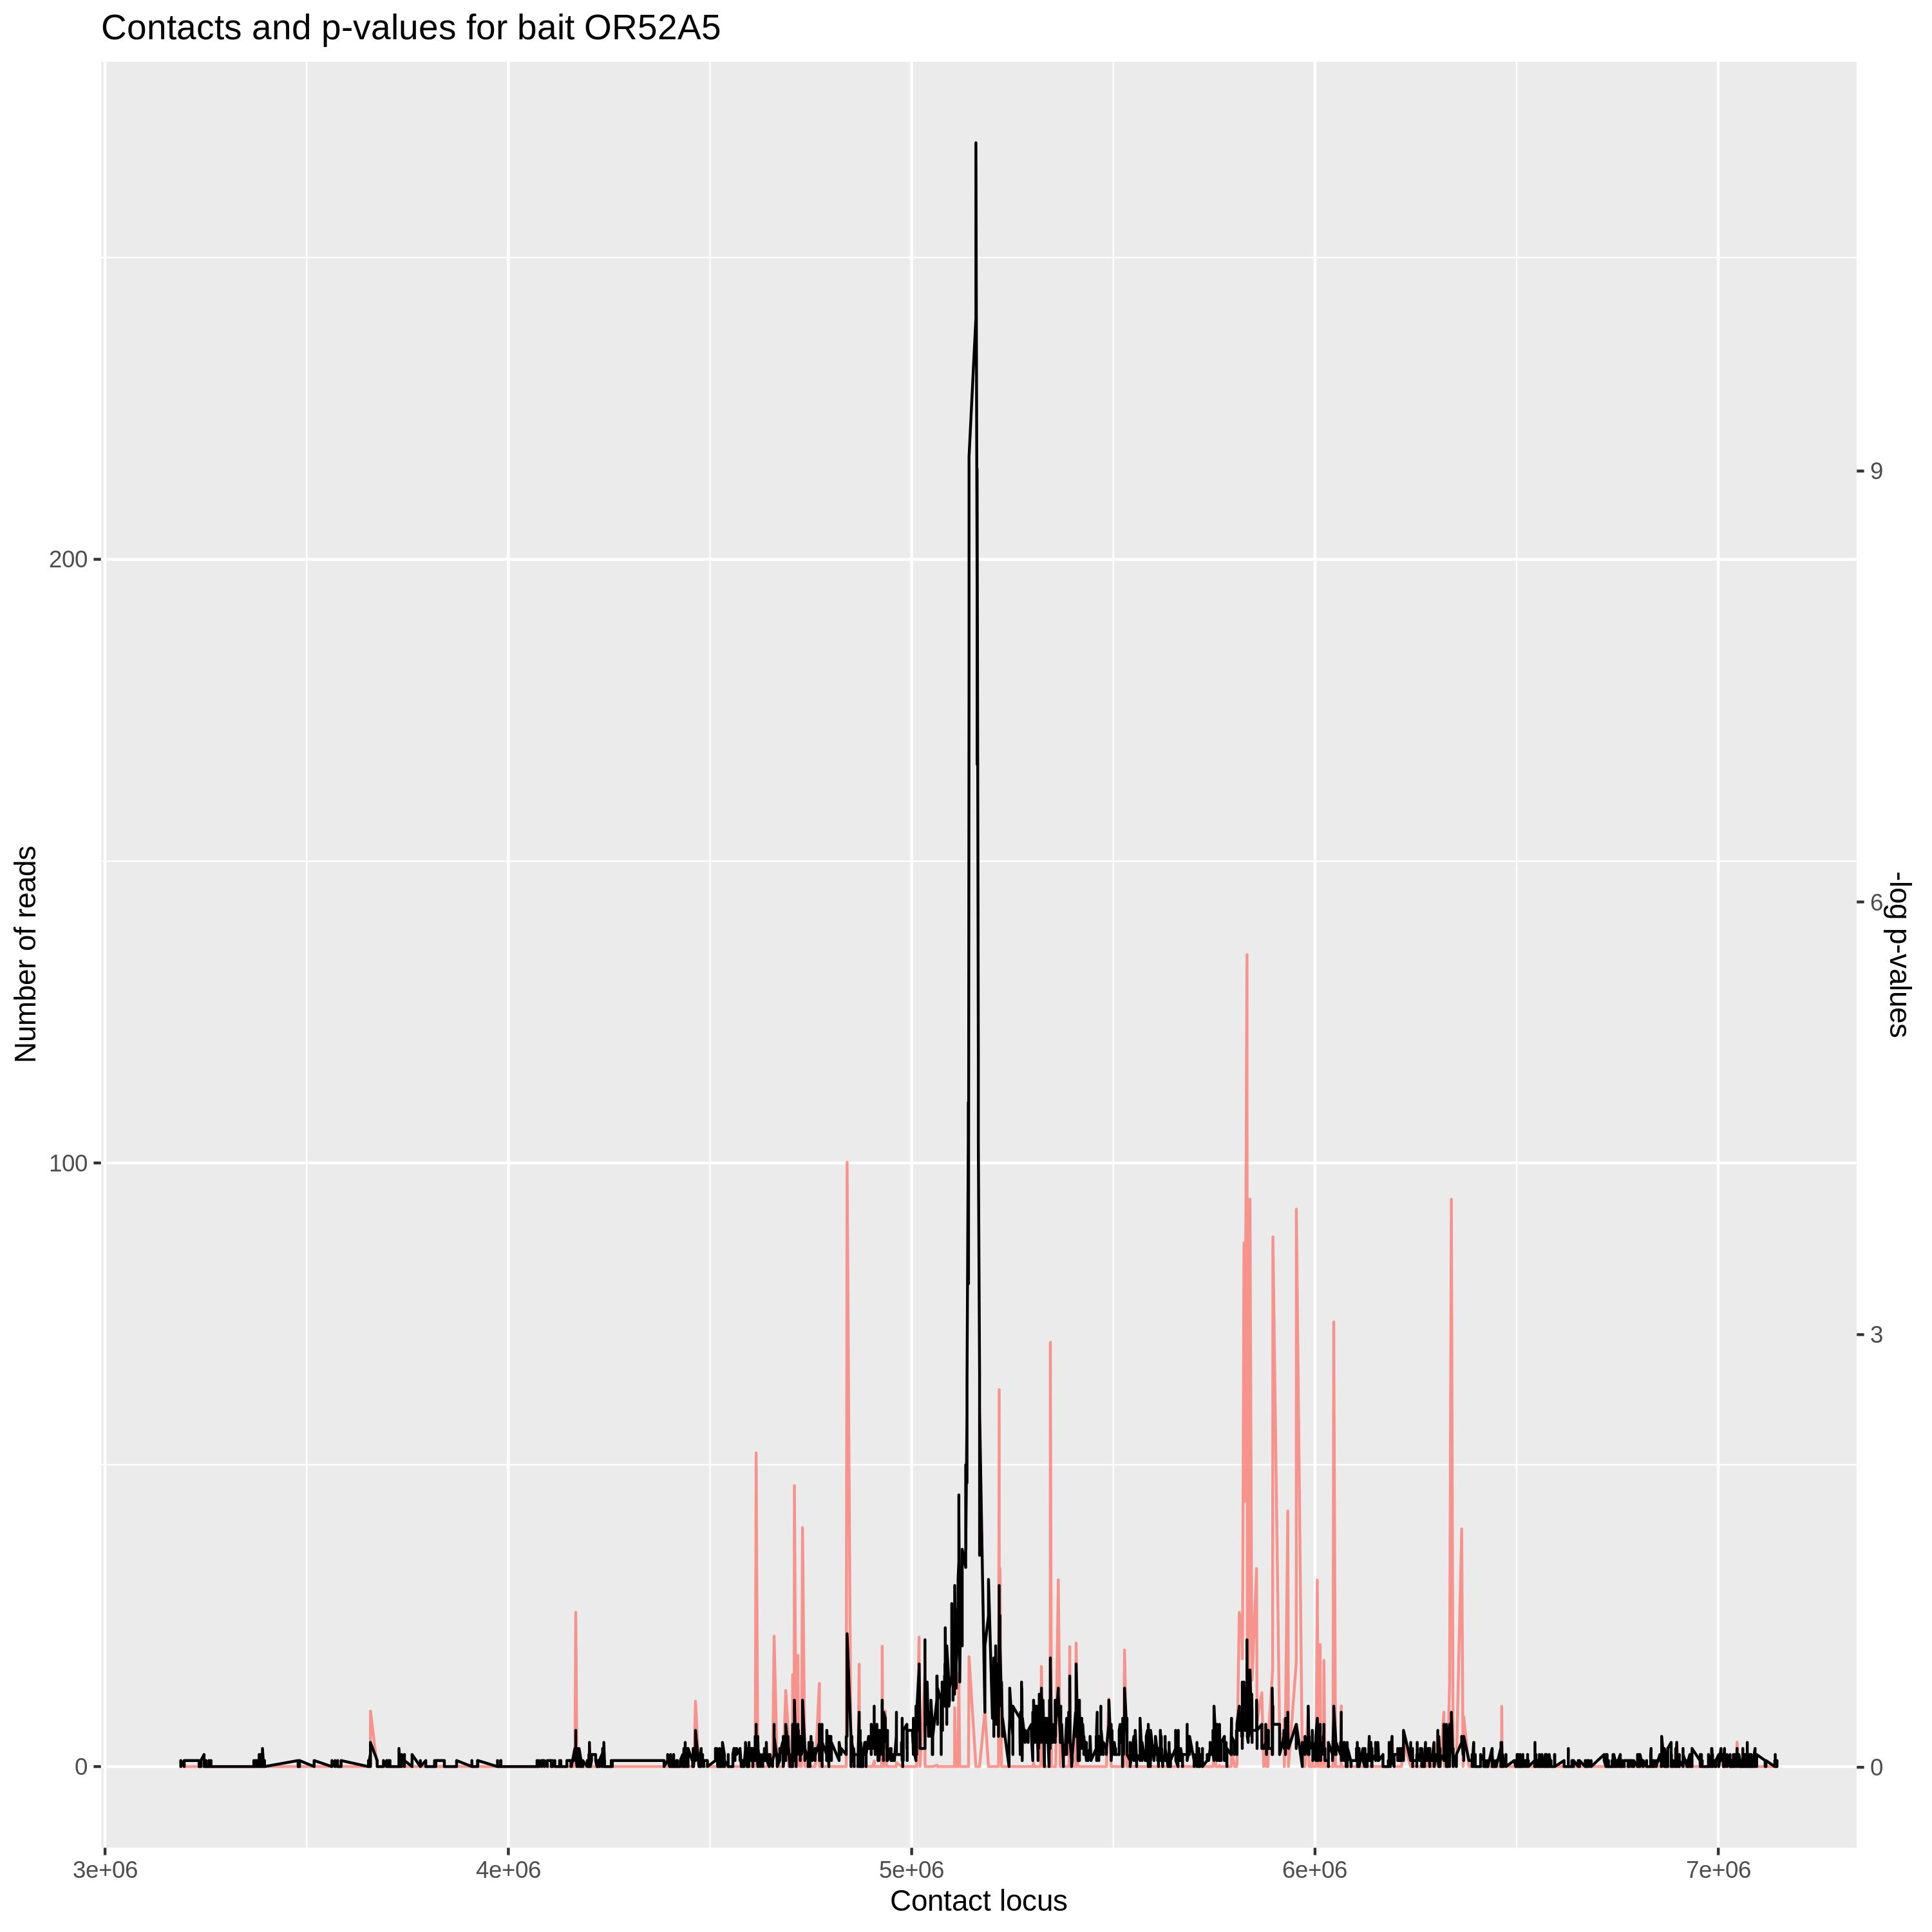 Contacts and p-values for bait OR52A5
200
100
0
Number of reads
9
6
3
0
-log p-values
3e+06
4e+06
5e+06
6e+06
7e+06
Contact locus